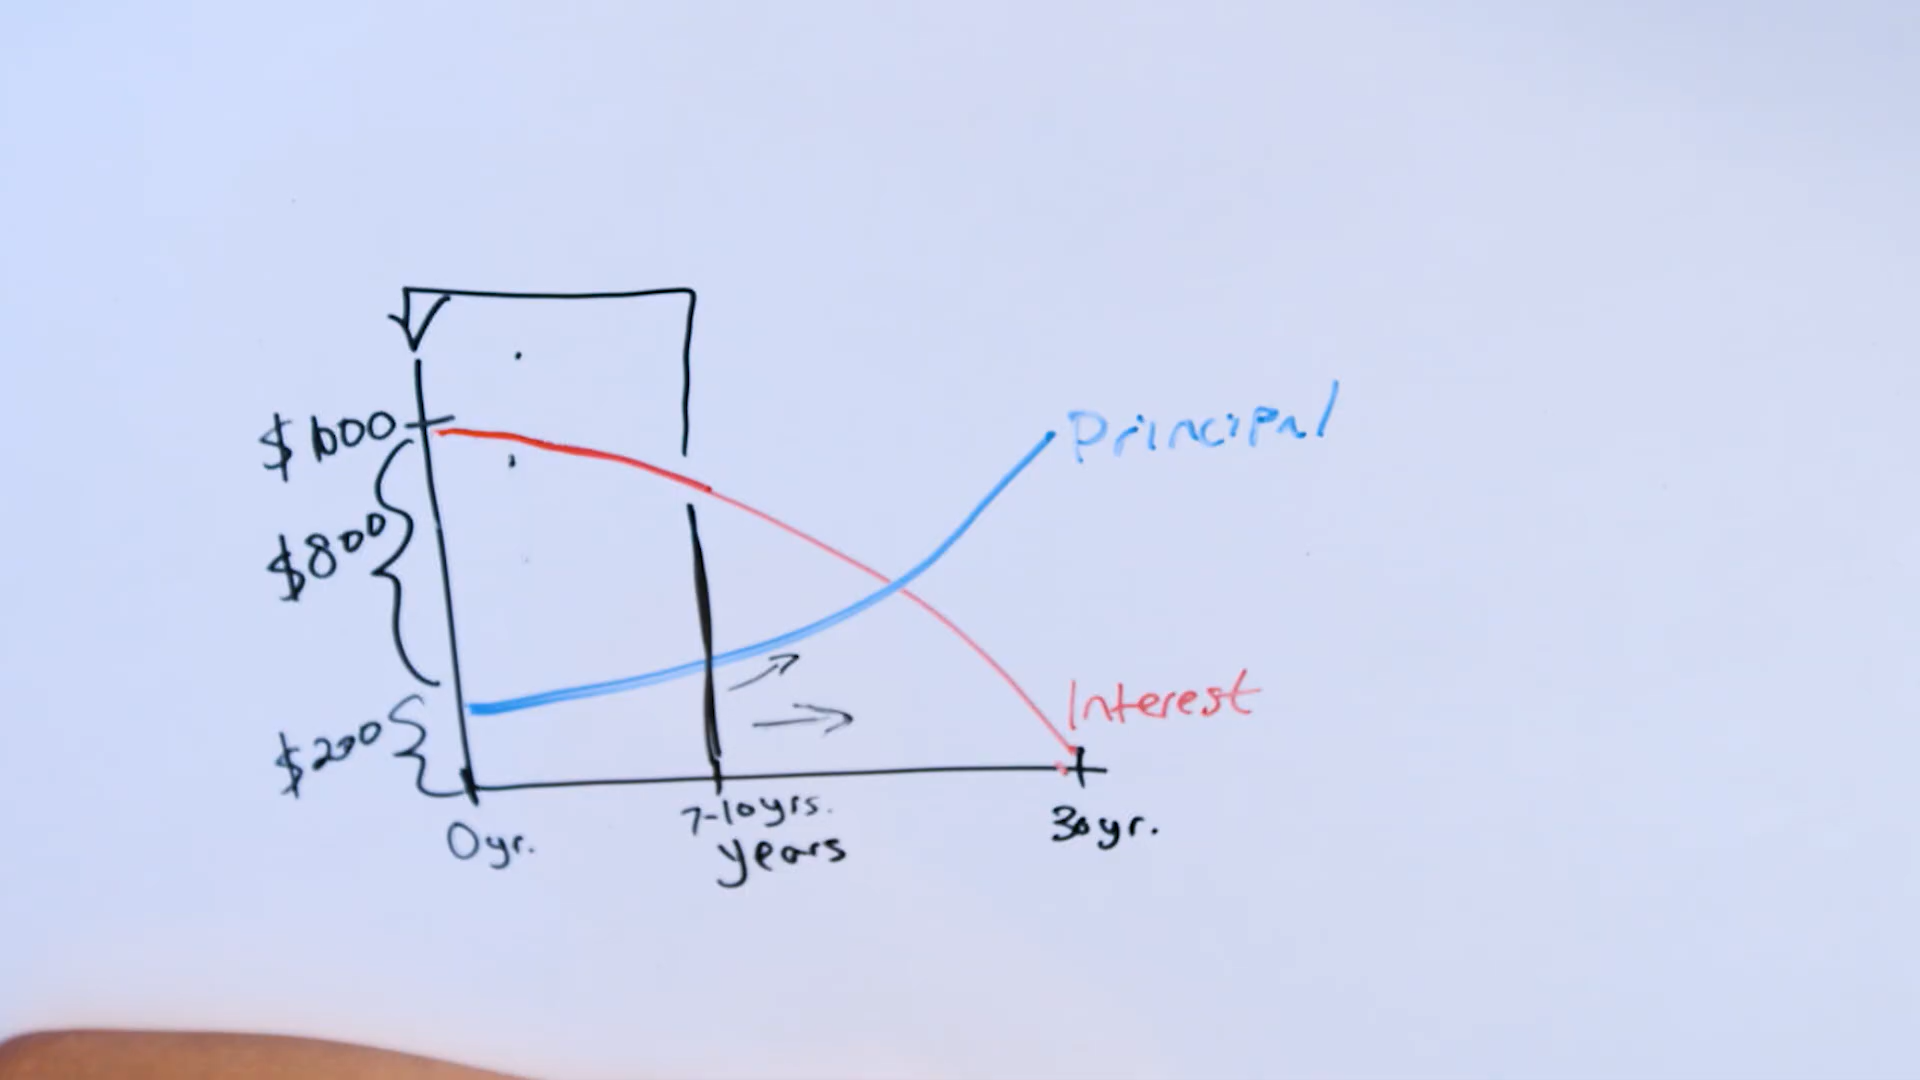 $1000
Principal
$800
Interest
$200
7-10yrs.
0yr.
30yr.
years